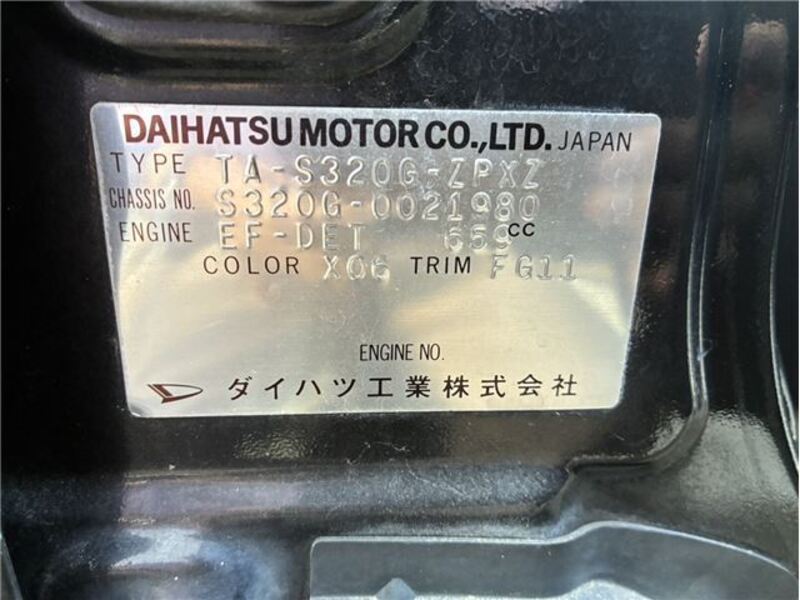 DAIHATSU MOTOR CO.,LTD. JAPAN
TYPE TA-S320G-ZPXZ
CHASSIS NO. S320G-0021980
ENGINE EF-DET 659CC
COLOR X06 TRIM FG11
ENGINE NO.
ダイハツ工業株式会社